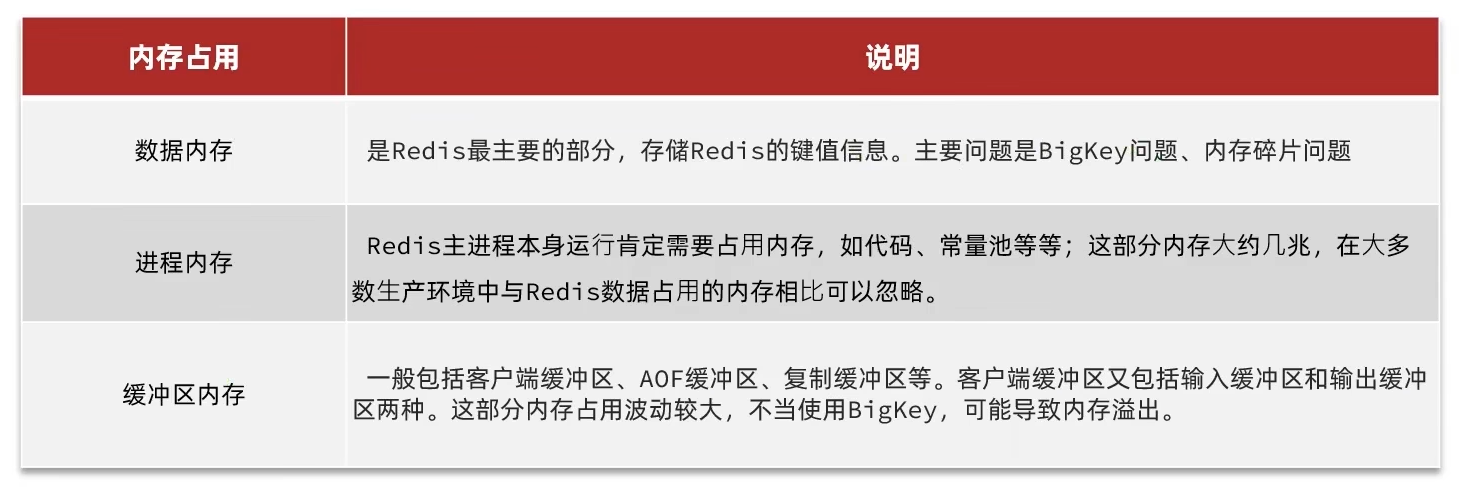 内存占用
说明
数据内存
是Redis最主要的部分，存储Redis的键值信息。主要问题是BigKey问题、内存碎片问题
进程内存
Redis主进程本身运⾏肯定需要占⽤内存，如代码、常量池等等；这部分内存⼤约⼏兆，在⼤多
数⽣产环境中与Redis数据占⽤的内存相⽐可以忽略。
缓冲区内存
一般包括客户端缓冲区、AOF缓冲区、复制缓冲区等。客户端缓冲区又包括输入缓冲区和输出缓冲
区两种。这部分内存占用波动较大，不当使用BigKey，可能导致内存溢出。